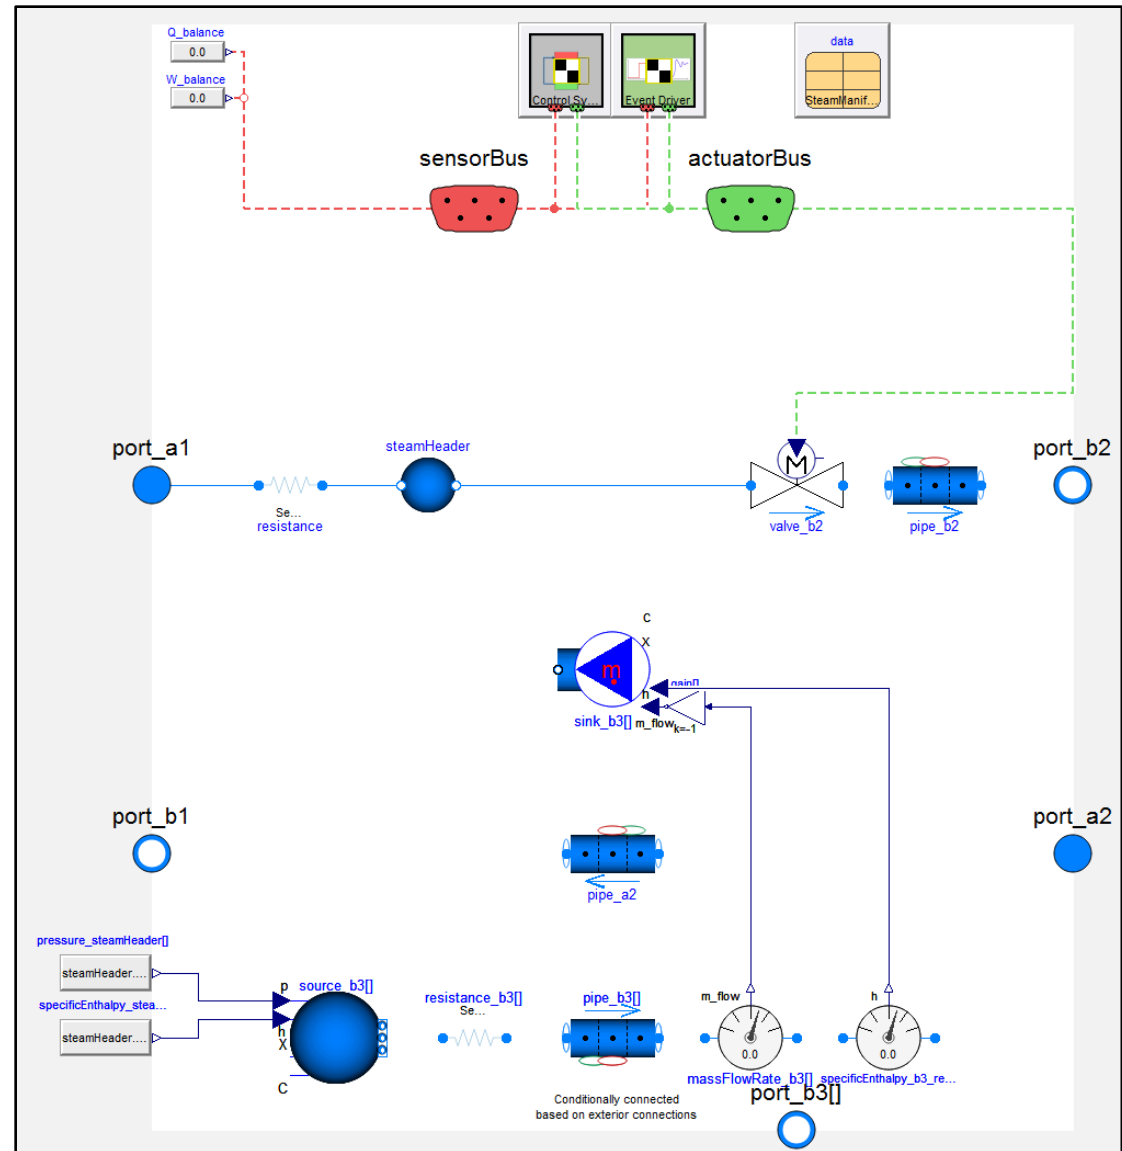 Q_balance
0.0
W_balance
0.0
Control Sy...
Event Driver
data
SteamManif...
sensorBus
actuatorBus
port_a1
steamHeader
M
port_b2
Se...
resistance
valve_b2
pipe_b2
C
X
m
gain[]
h
sink_b3[]
m_flow
k=-1
port_b1
port_a2
pipe_a2
pressure_steamHeader[]
steamHeader....
specificEnthalpy_stea...
steamHeader....
p
source_b3[]
h
X
C
resistance_b3[]
Se...
pipe_b3[]
m_flow
h
0.0
0.0
massFlowRate_b3[]
specificEnthalpy_b3_re...
Conditionally connected
based on exterior connections
port_b3[]